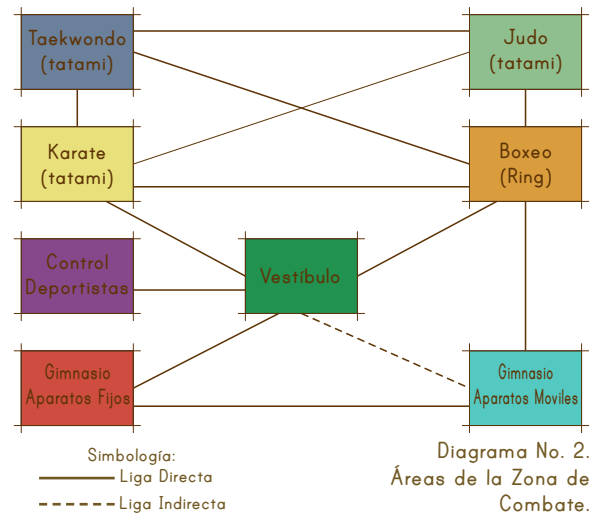 Taekwondo
(tatami)
Judo
(tatami)
Karate
(tatami)
Boxeo
(Ring)
Control
Deportistas
Vestíbulo
Gimnasio
Aparatos Fijos
Gimnasio
Aparatos Moviles
Simbología:
Liga Directa
Liga Indirecta
Diagrama No. 2.
Áreas de la Zona de
Combate.